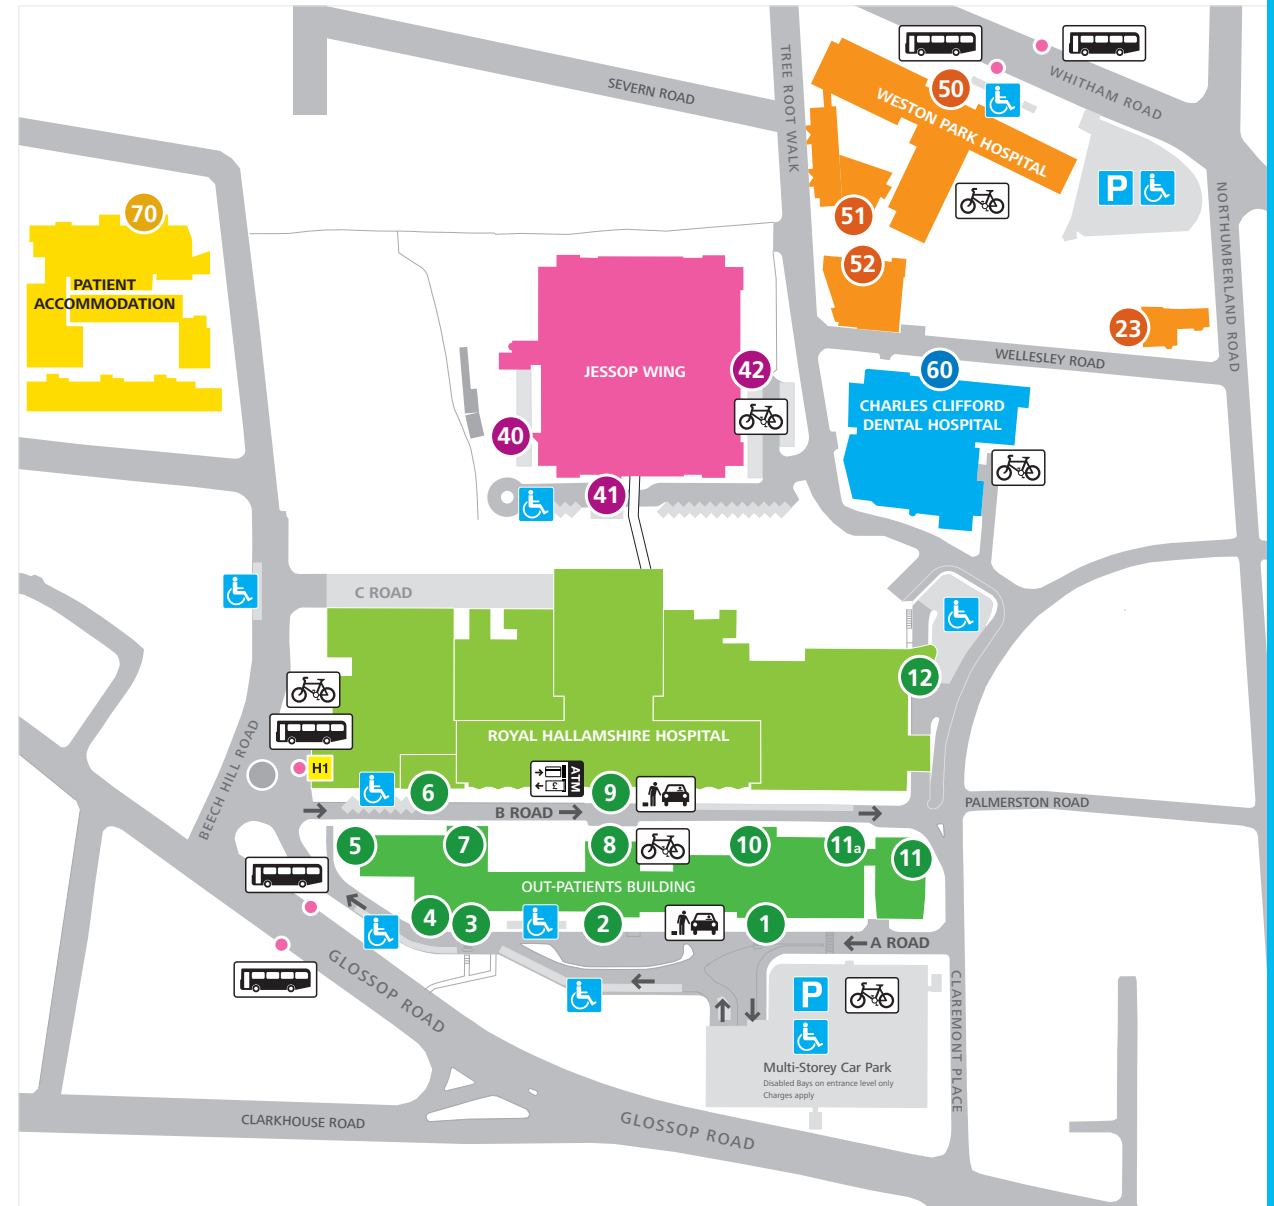 SEVERN ROAD
TREE ROOT WALK
50
WESTON PARK HOSPITAL
WHITHAM ROAD
P
NORTHUMBERLAND ROAD
51
52
23
WELLESLEY ROAD
70
PATIENT
ACCOMMODATION
JESSOP WING
42
40
41
60
CHARLES CLIFFORD
DENTAL HOSPITAL
C ROAD
12
ROYAL HALLAMSHIRE HOSPITAL
BEECH HILL ROAD
H1
6
ATM
£
9
B ROAD
PALMERSTON ROAD
5
7
8
10
11a
11
OUT-PATIENTS BUILDING
4
3
2
1
A ROAD
GLOSSOP ROAD
P
Multi-Storey Car Park
Disabled Bays on entrance level only
Charges apply
CLAREMONT PLACE
CLARKHOUSE ROAD
GLOSSOP ROAD